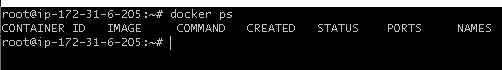 root@ip-172-31-6-205:~# docker ps
CONTAINER ID   IMAGE     COMMAND   CREATED   STATUS    PORTS     NAMES
root@ip-172-31-6-205:~#